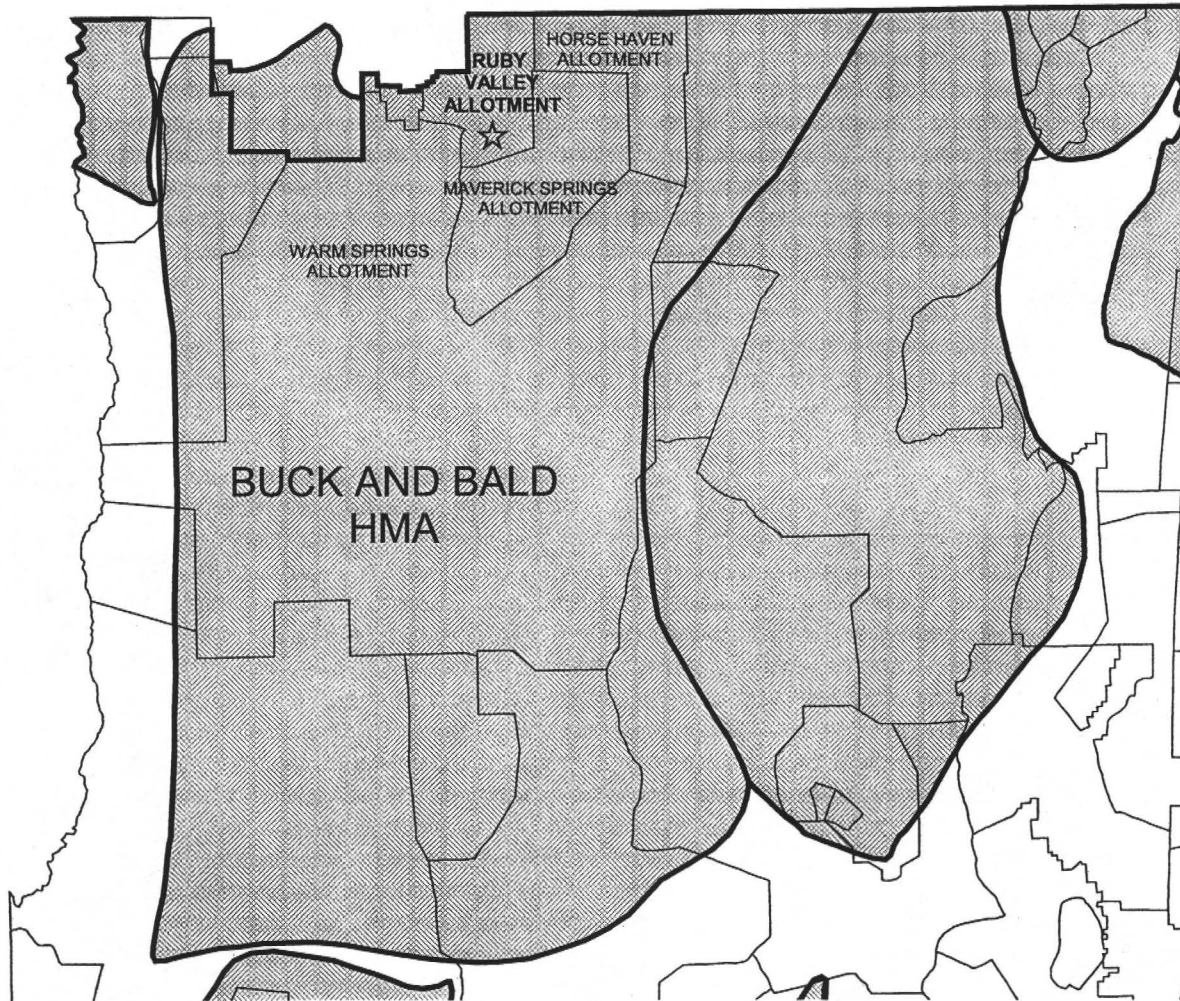 HORSE HAVEN
ALLOTMENT
RUBY
VALLEY
ALLOTMENT
MAVERICK SPRINGS
ALLOTMENT
WARM SPRINGS
ALLOTMENT
BUCK AND BALD
HMA